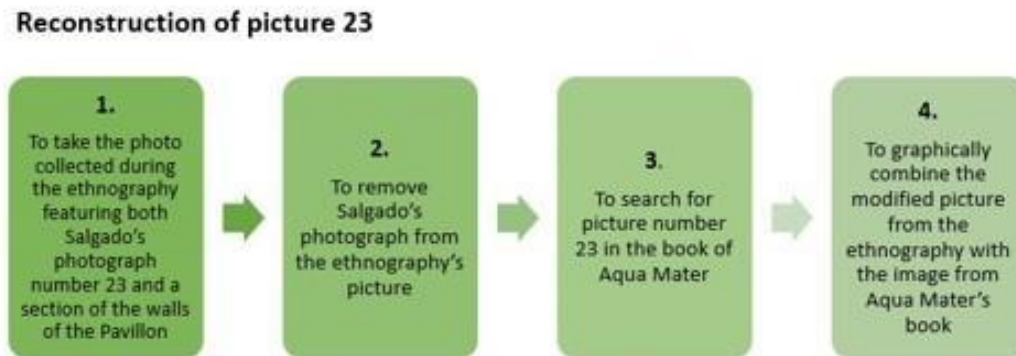 Reconstruction of picture 23
1.
To take the photo
collected during
the ethnography
featuring both
Salgado's
photograph
number 23 and a
section of the walls
of the Pavillon
2.
To remove
Salgado's
photograph from
the ethnography's
picture
3.
To search for
picture number
23 in the book of
Aqua Mater
4.
To graphically
combine the
modified picture
from the
ethnography with
the image from
Aqua Mater's
book